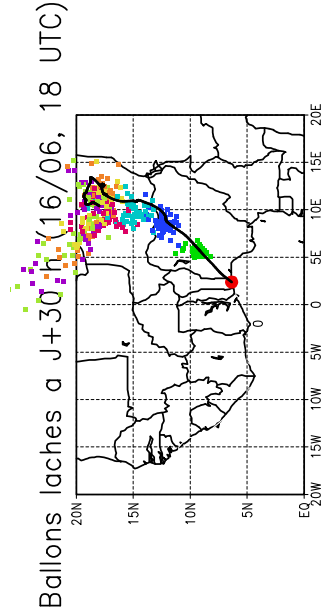 Ballons laches a J+30 (16/06, 18 UTC)
20E
15E
10E
5E
0
0
5W
10W
15W
20W
20N
15N
10N
5N
EQ